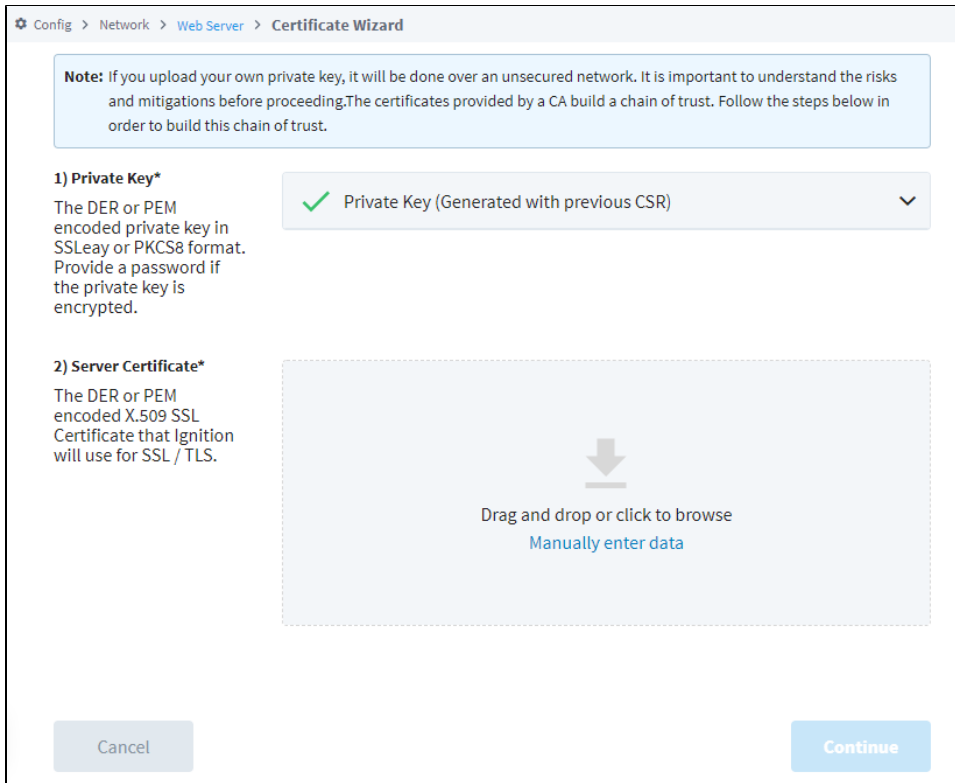 Config > Network > Web Server > Certificate Wizard
Note: If you upload your own private key, it will be done over an unsecured network. It is important to understand the risks
and mitigations before proceeding.The certificates provided by a CA build a chain of trust. Follow the steps below in
order to build this chain of trust.
1) Private Key*
The DER or PEM
encoded private key in
SSLeay or PKCS8 format.
Provide a password if
the private key is
encrypted.
Private Key (Generated with previous CSR)
2) Server Certificate*
The DER or PEM
encoded X.509 SSL
Certificate that Ignition
will use for SSL / TLS.
Drag and drop or click to browse
Manually enter data
Cancel
Continue